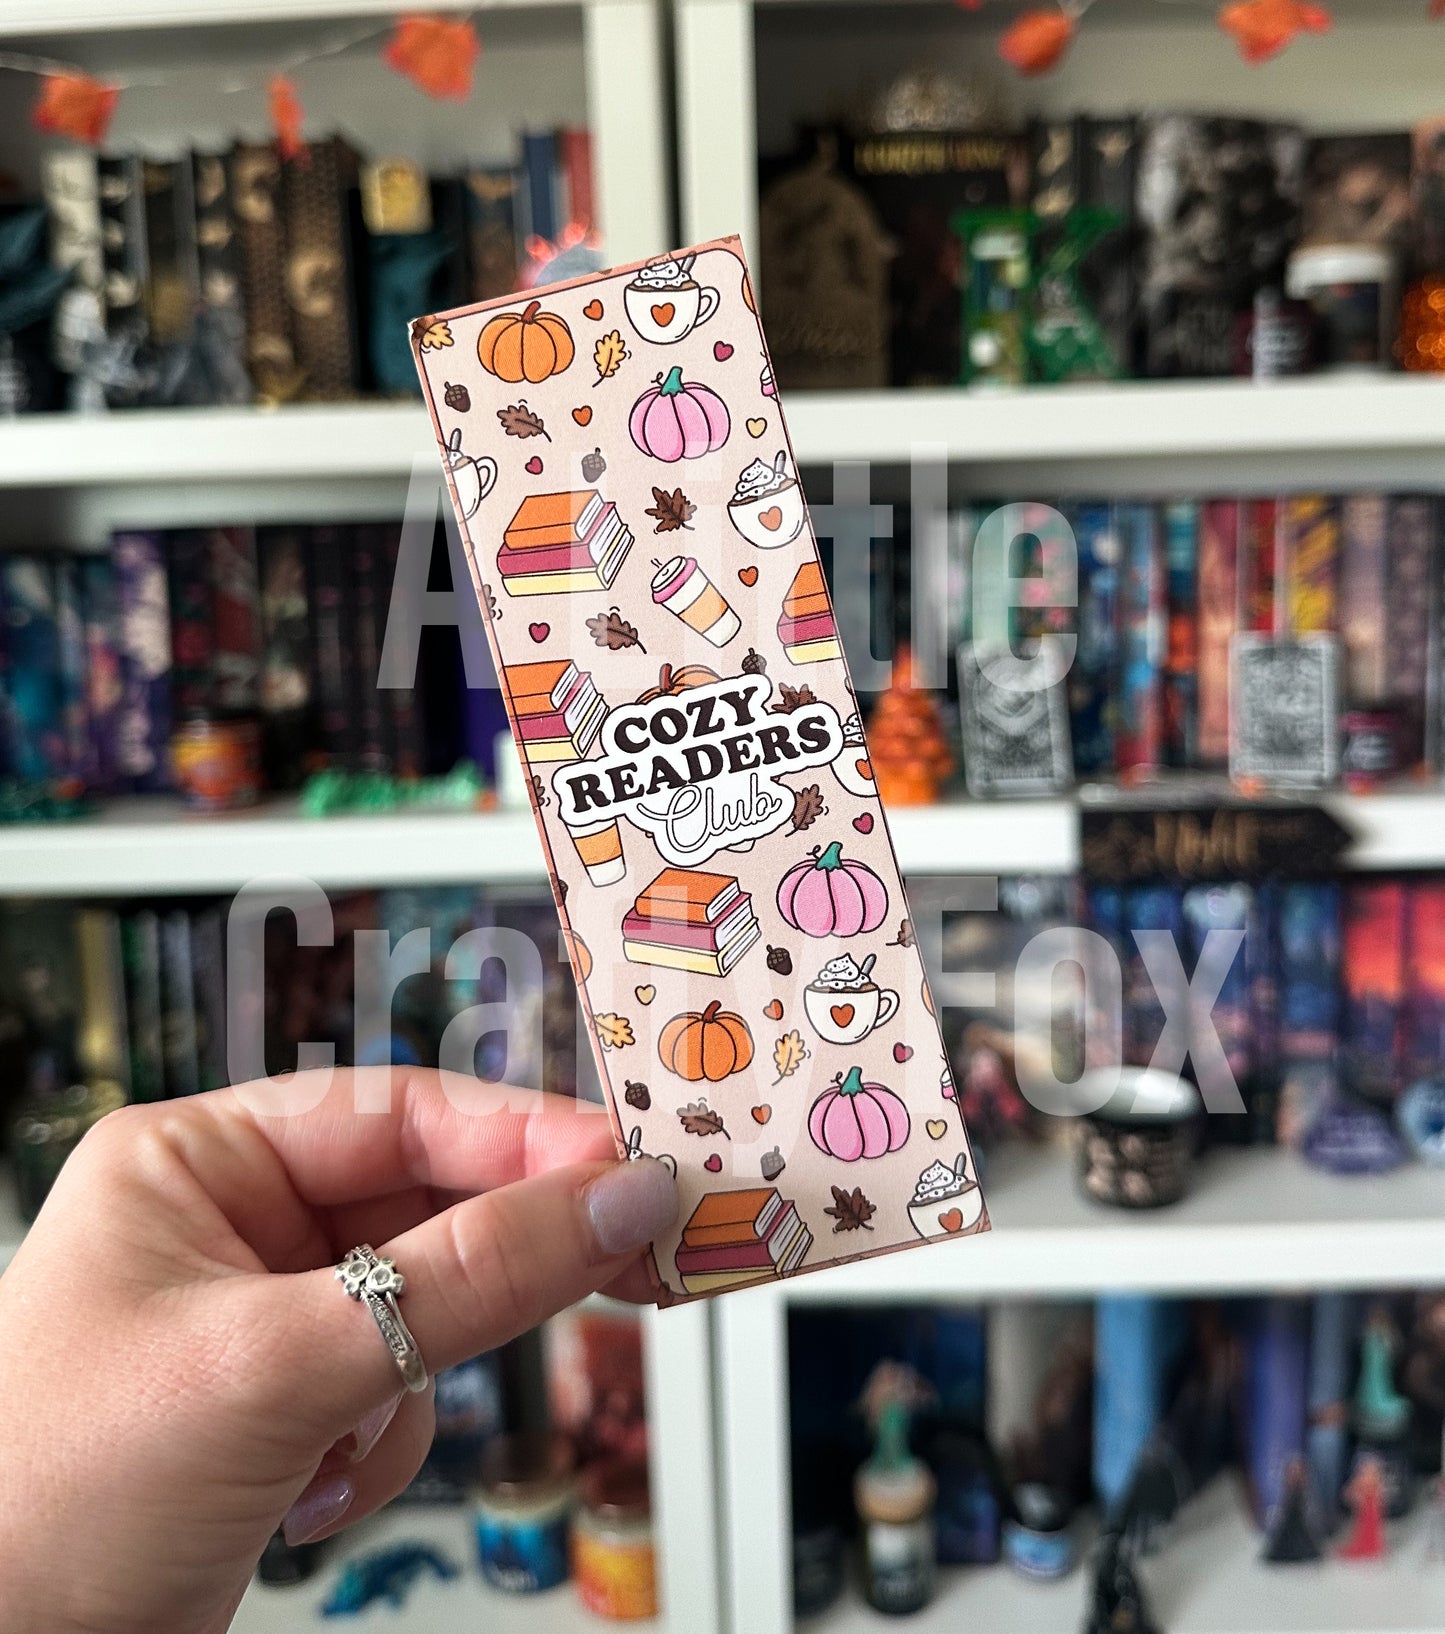 COZY
READERS
Club
A Little
Crafty Fox